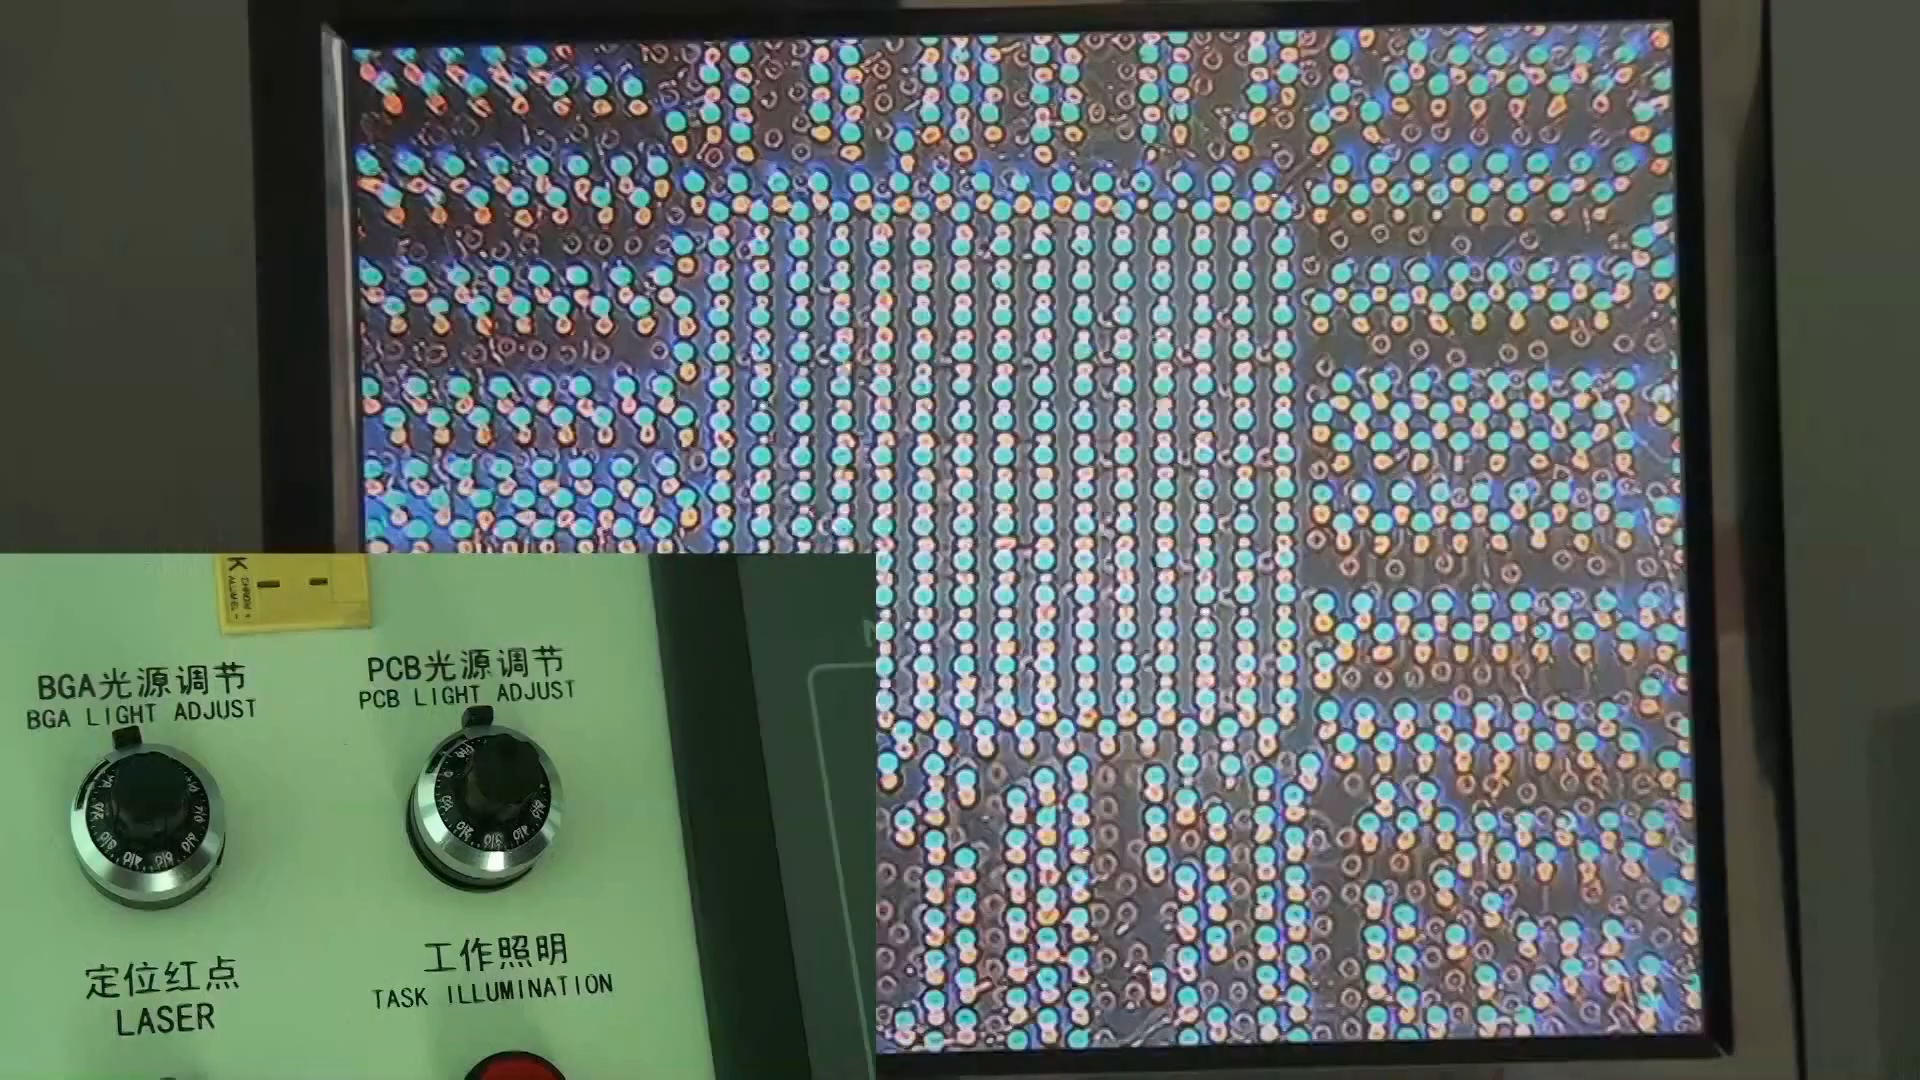 K
BGA光源调节
BGA LIGHT ADJUST
PCB光源调节
PCB LIGHT ADJUST
定位红点
LASER
工作照明
TASK ILLUMINATION